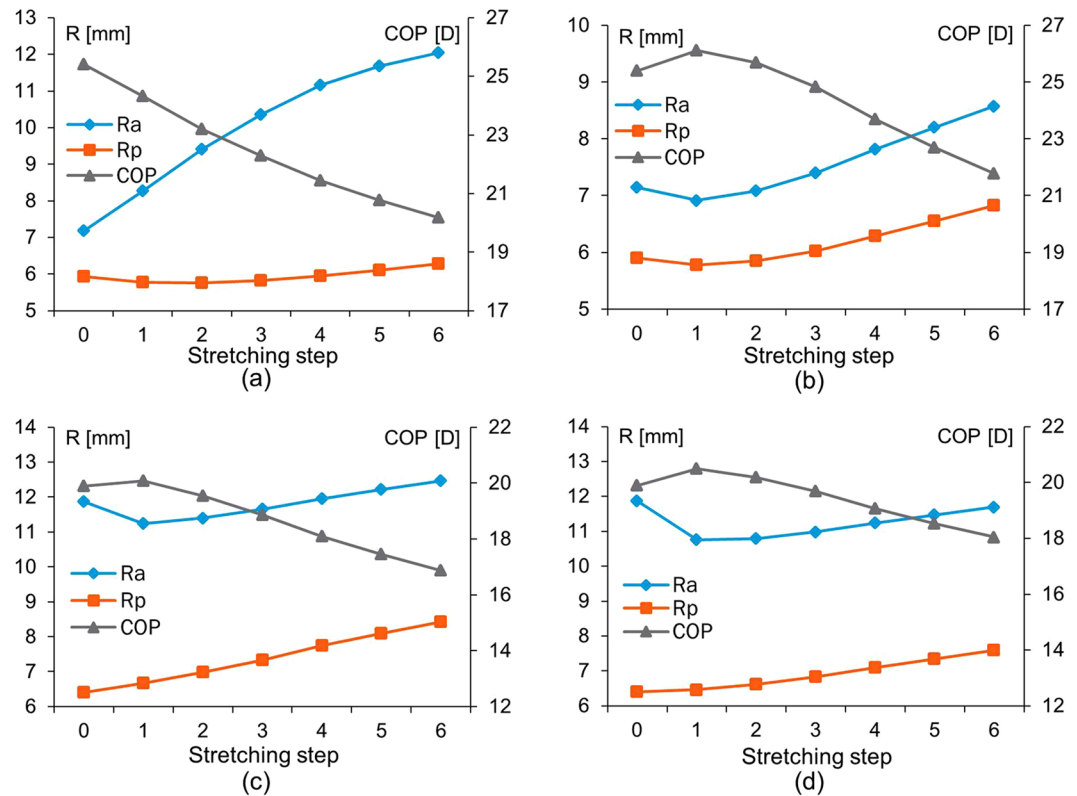 R [mm] COP [D]
13 27
12 25
11
10 23
Ra
9 Rp
8 COP 21
7 19
6
5 17
0 1 2 3 4 5 6
Stretching step
(a)
R [mm] COP [D]
10 27
9 25
Ra
8 Rp 23
COP
7 21
6 19
5 17
0 1 2 3 4 5 6
Stretching step
(b)
R [mm] COP [D]
14 22
13 20
12
11 18
10 16
Ra
9 Rp
8 COP 14
7
6 12
0 1 2 3 4 5 6
Stretching step
(c)
R [mm] COP [D]
14 22
13 20
12
11 18
10 16
Ra
9 Rp
8 COP 14
7
6 12
0 1 2 3 4 5 6
Stretching step
(d)